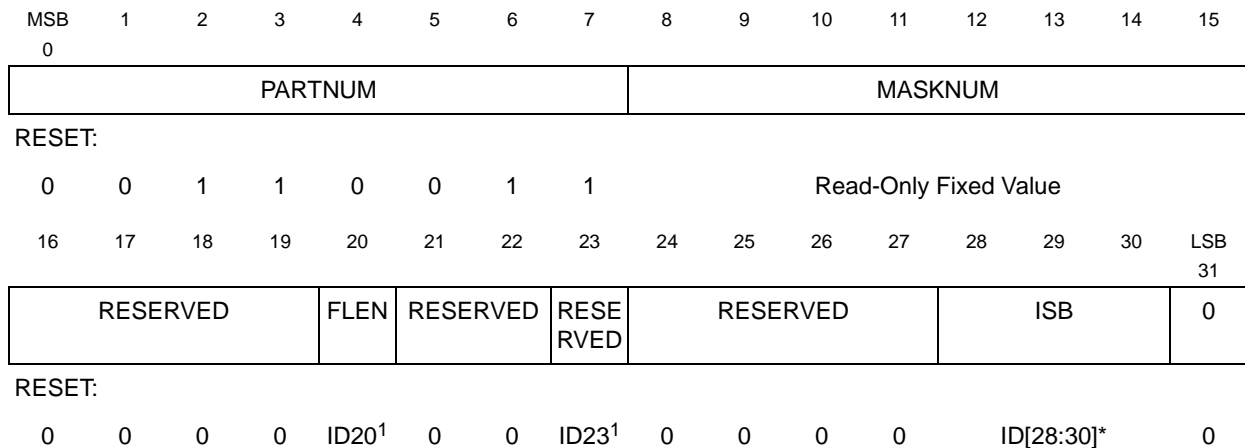 MSB 1 2 3 4 5 6 7 8 9 10 11 12 13 14 15
0
PARTNUM MASKNUM
RESET:
0 0 1 1 0 0 1 1 Read-Only Fixed Value
16 17 18 19 20 21 22 23 24 25 26 27 28 29 30 LSB
31
RESERVED FLEN RESERVED RESE RESERVED ISB 0
RVED
RESET:
0 0 0 0 ID20¹ 0 0 ID23¹ 0 0 0 0 ID[28:30]* 0